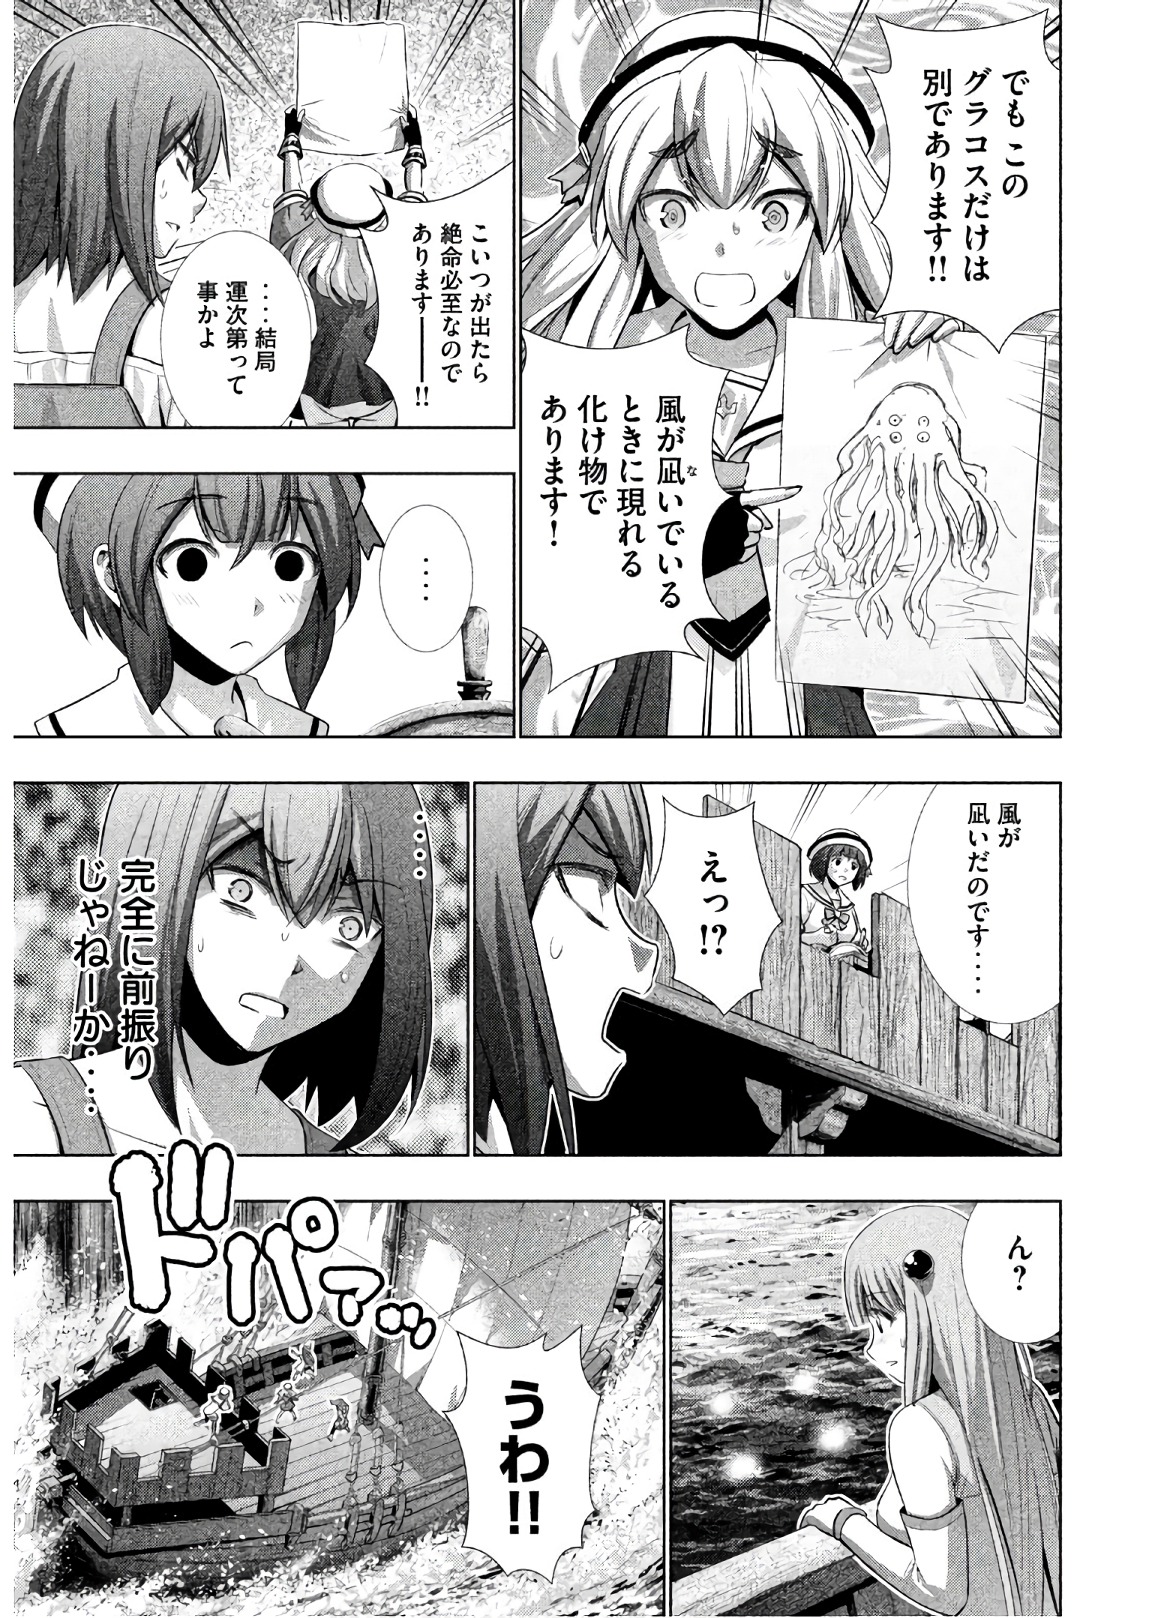 でもこの
グラコスだけは
別であります!!
風が凪いでいる
な
ときに現れる
化け物で
あります!
こいつが出たら
絶命必至なので
あります――!!
‥‥結局
運次第って
事かよ
‥‥
風が
凪いだのです‥‥
えっ!?
‥‥
完全に前振り
じゃねーか‥‥
ん?
ドパァッ
うわ!!